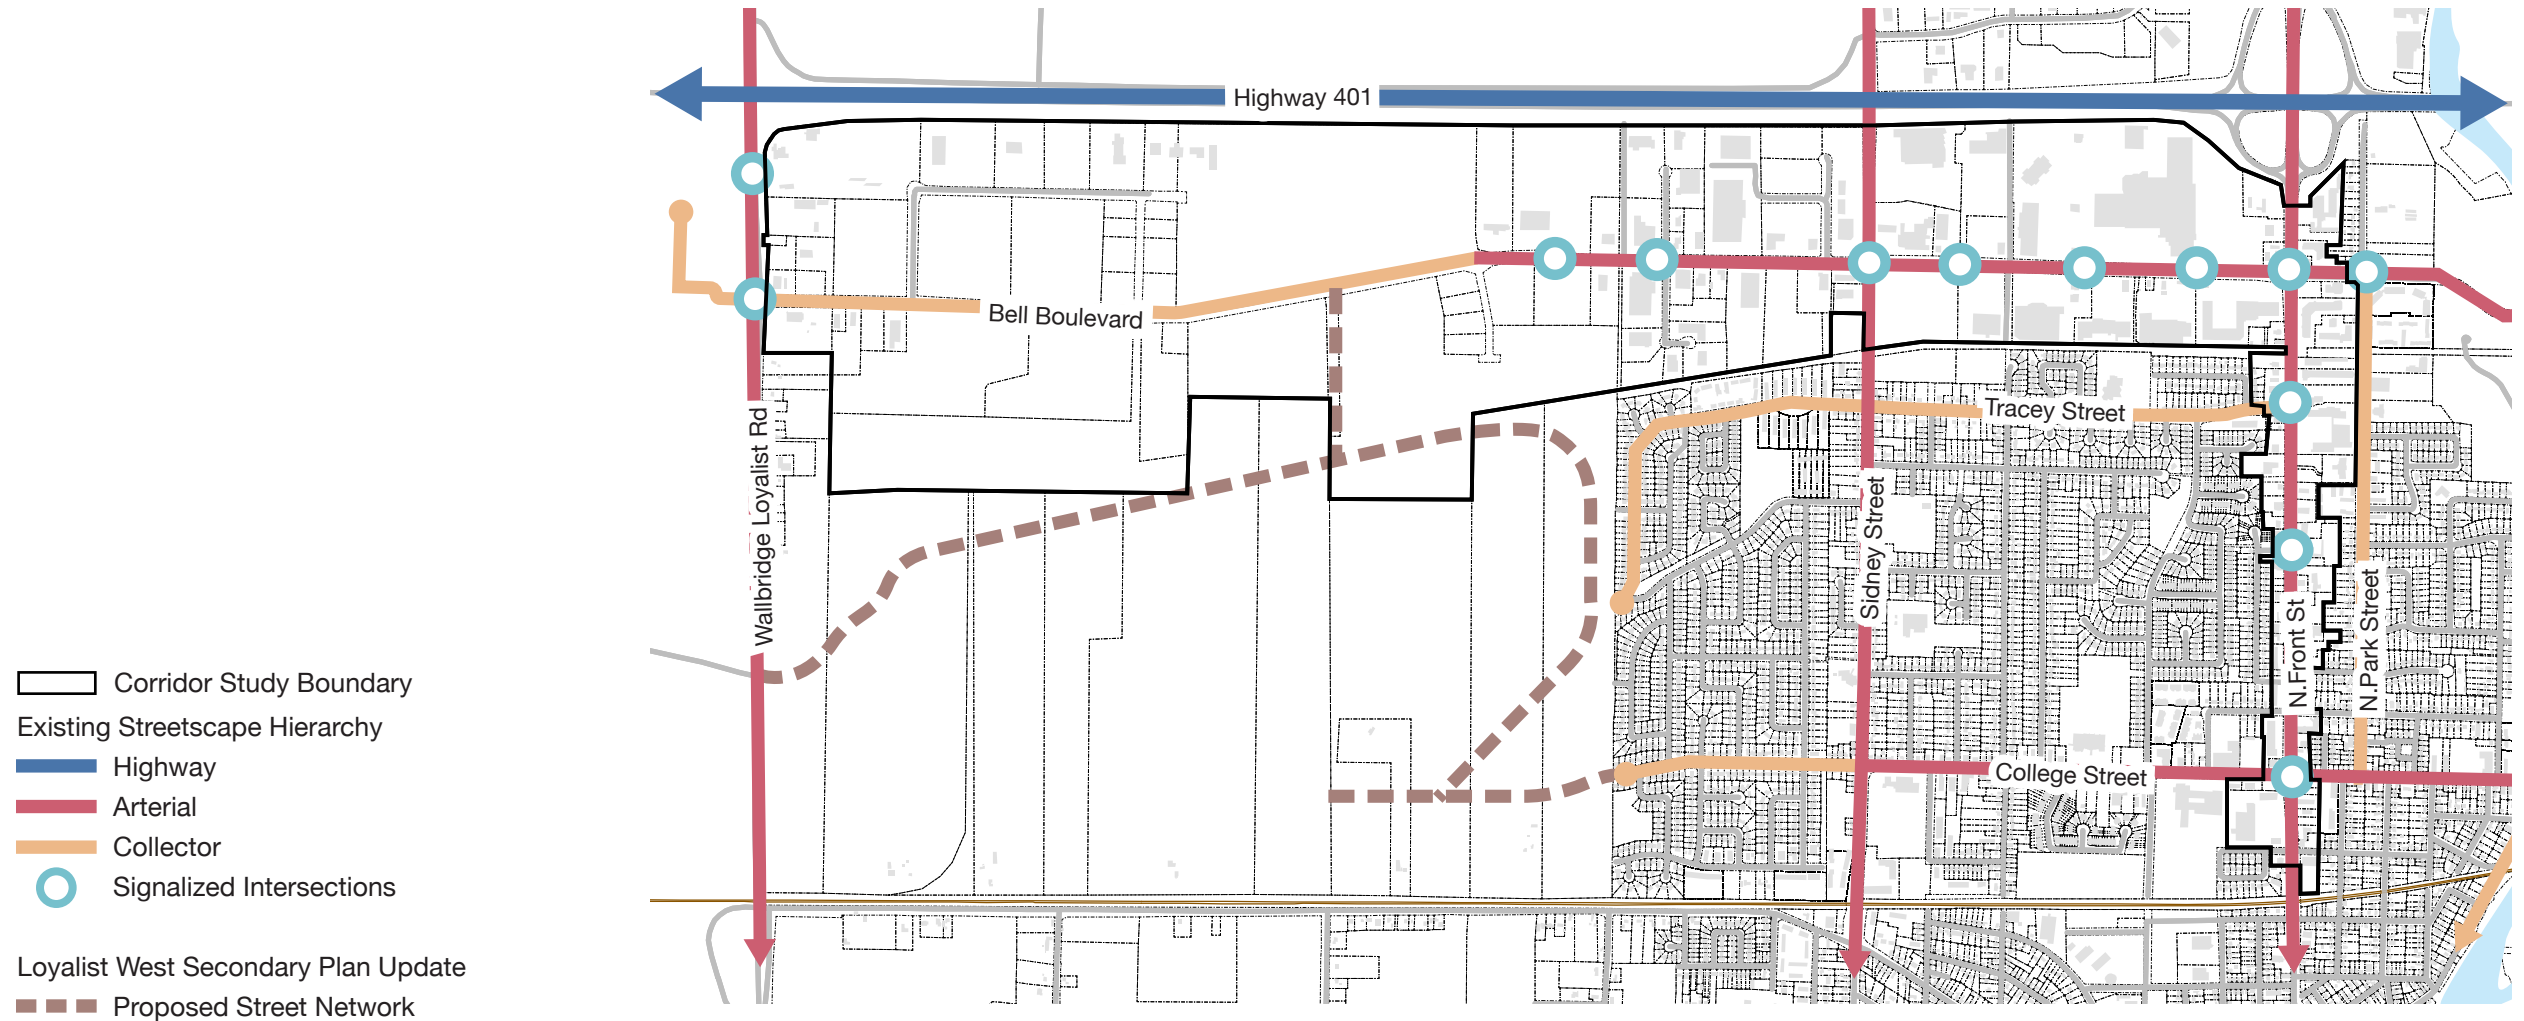 Highway 401
Bell Boulevard
Tracey Street
Wallbridge Loyalist Rd
Sidney Street
N.Front St
N.Park Street
College Street
Corridor Study Boundary
Existing Streetscape Hierarchy
Highway
Arterial
Collector
Signalized Intersections
Loyalist West Secondary Plan Update
Proposed Street Network